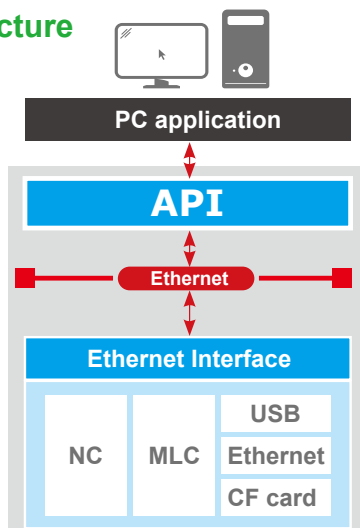 cture
PC application
API
Ethernet
Ethernet Interface
NC
MLC
USB
Ethernet
CF card